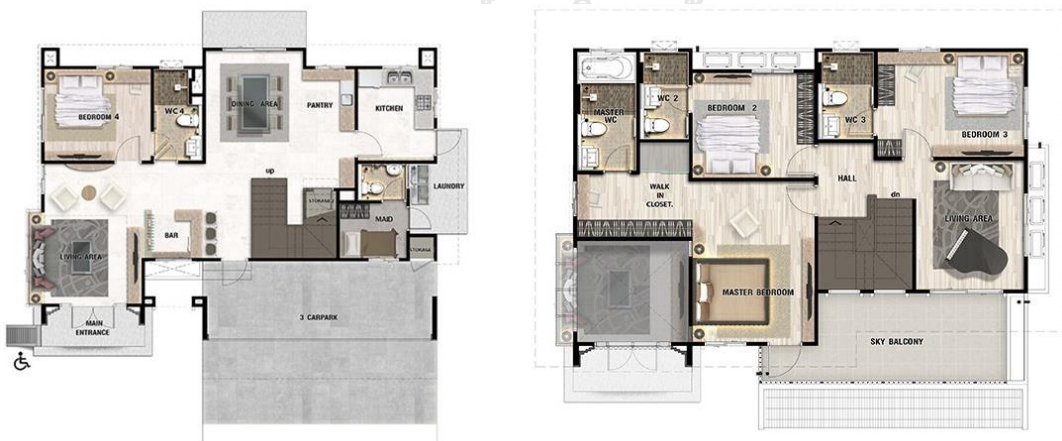 BEDROOM 4
WC 4
DINING AREA
PANTRY
KITCHEN
up
STORAGE 2
LAUNDRY
MAID
BAR
LIVING AREA
STORAGE
3 CARPARK
MAIN
ENTRANCE
MASTER
WC
WC 2
BEDROOM 2
WC 3
BEDROOM 3
WALK
IN
CLOSET.
HALL
dn
LIVING AREA
MASTER BEDROOM
SKY BALCONY